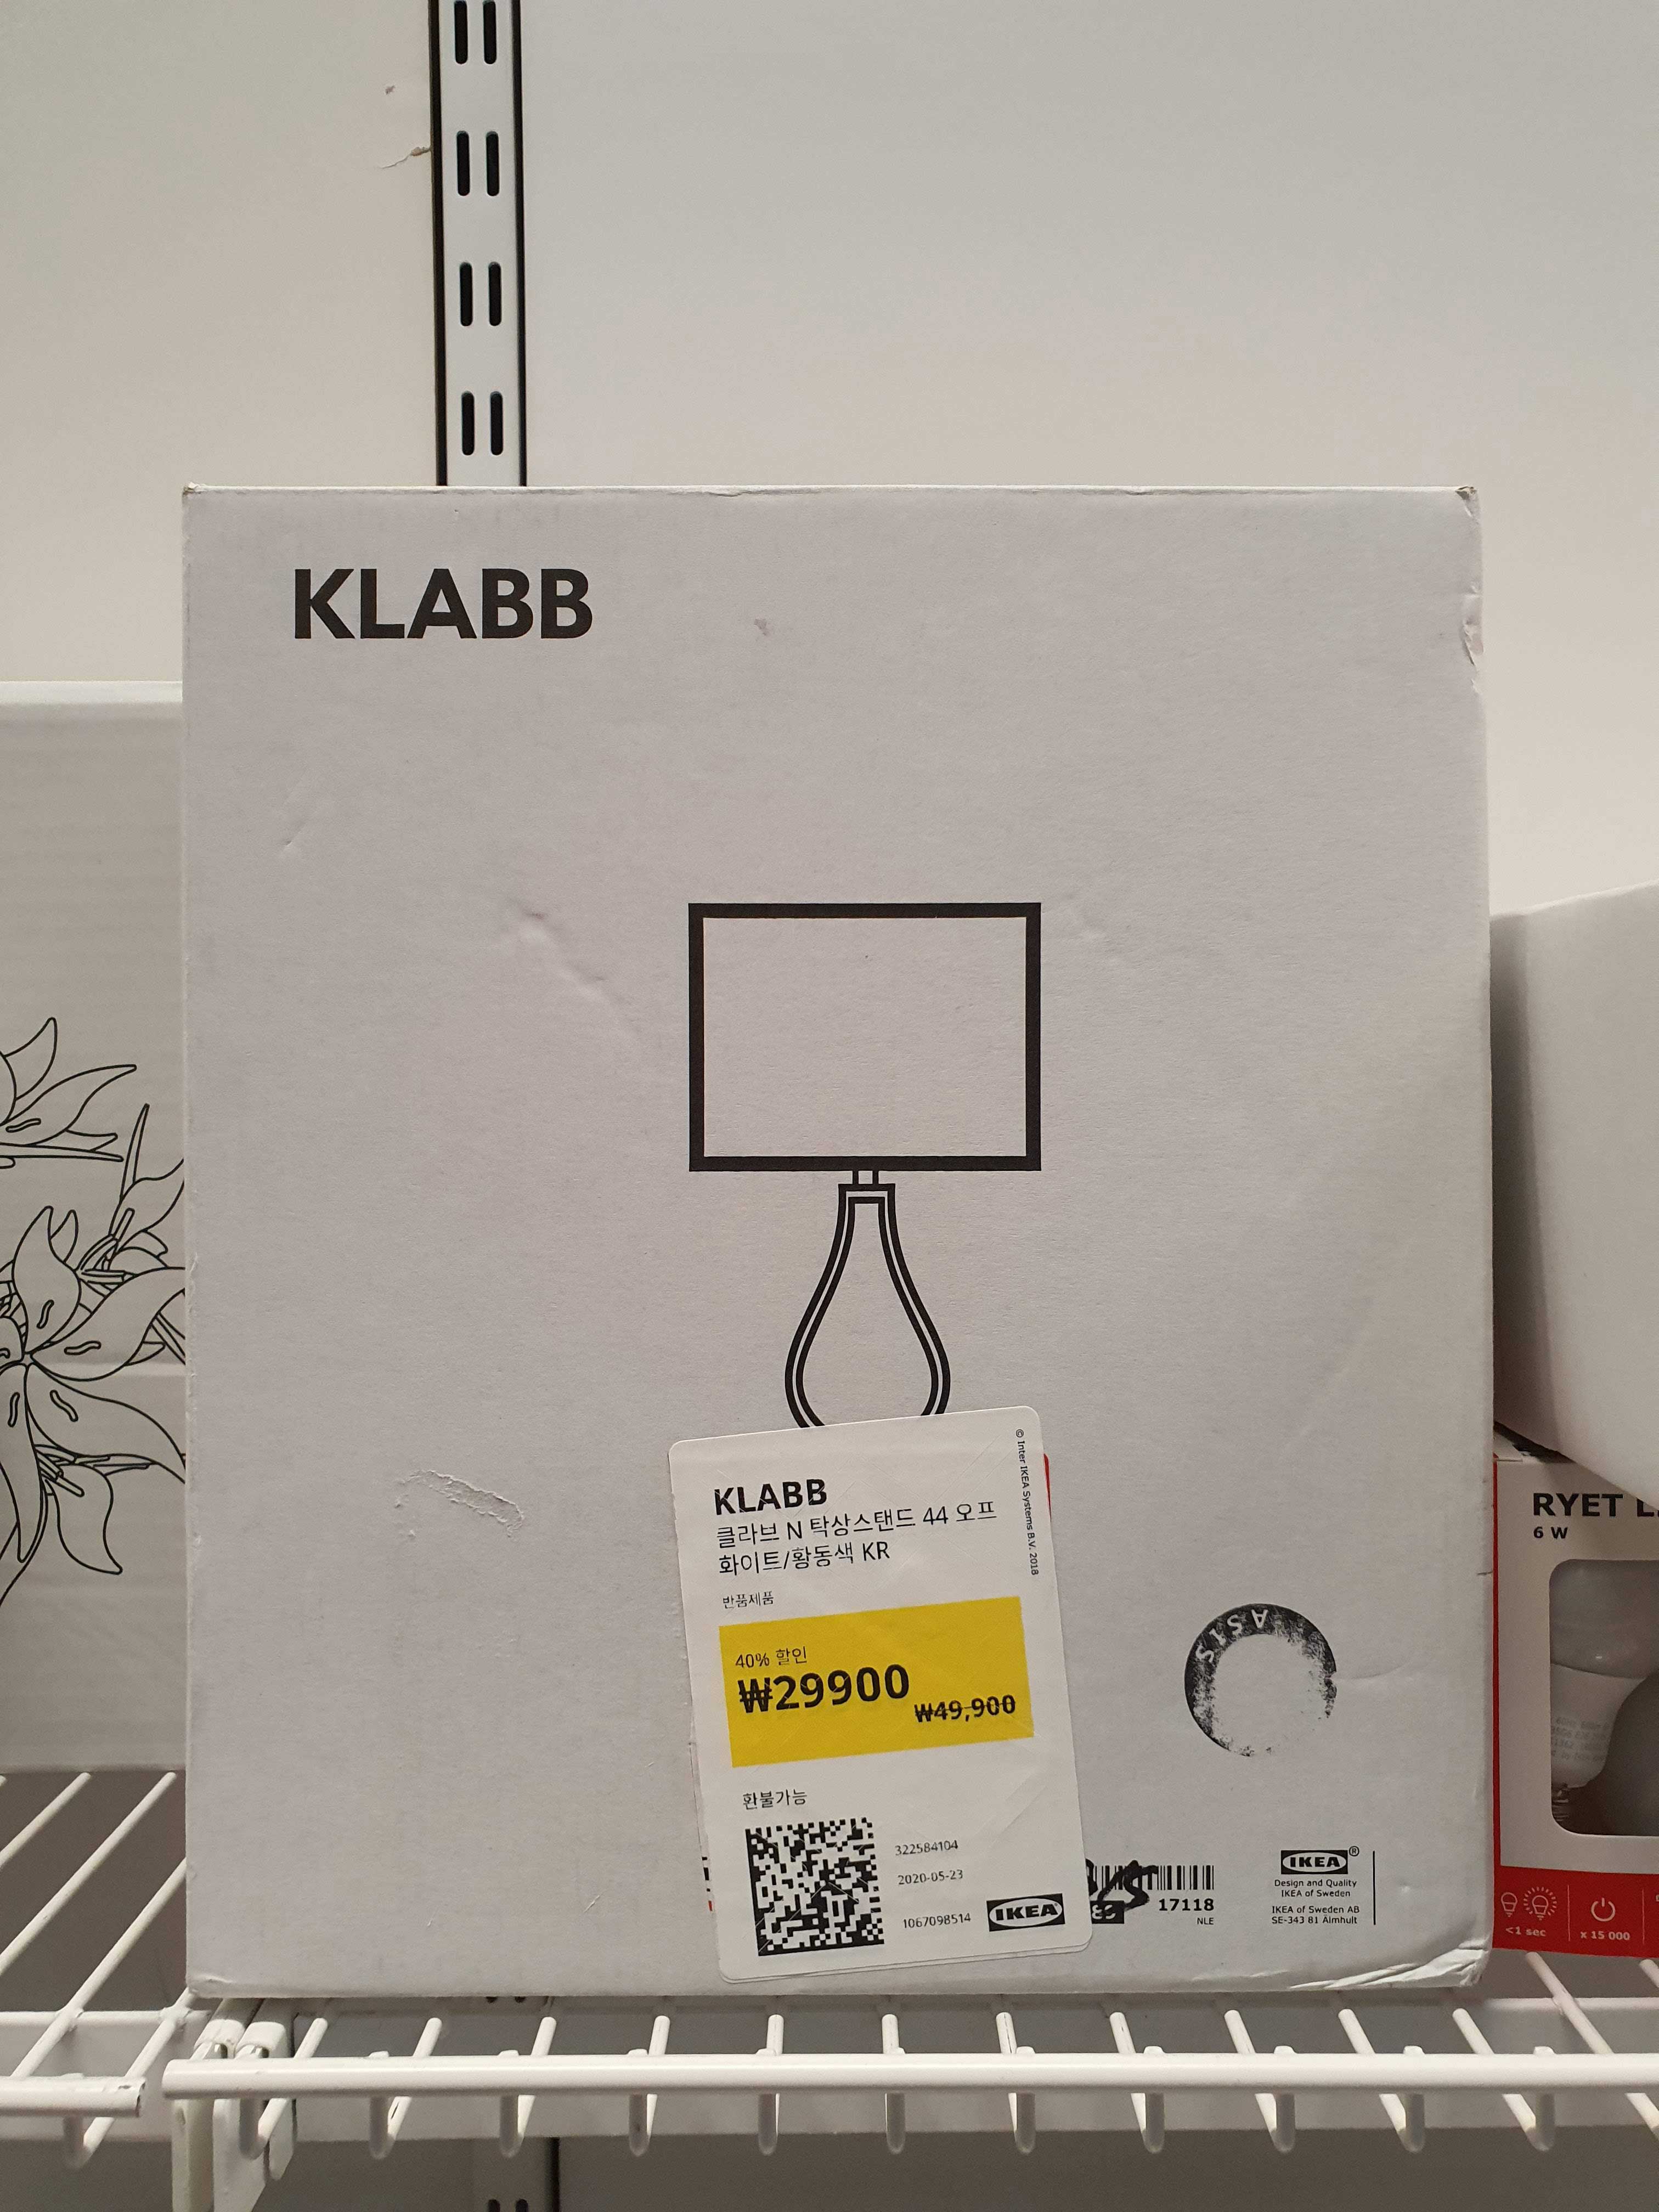 KLABB
© Inter IKEA Systems B.V. 2018
KLABB
클라브 N 탁상스탠드 44 오프
화이트/황동색 KR
반품제품
40% 할인
₩29900
₩49,900
환불가능
322584104
2020-05-23
1067098514
IKEA
AS IS
17118
NLE
IKEA®
Design and Quality
IKEA of Sweden
IKEA of Sweden AB
SE-343 81 Älmhult
RYET
6 W
<1 sec
x 15 000